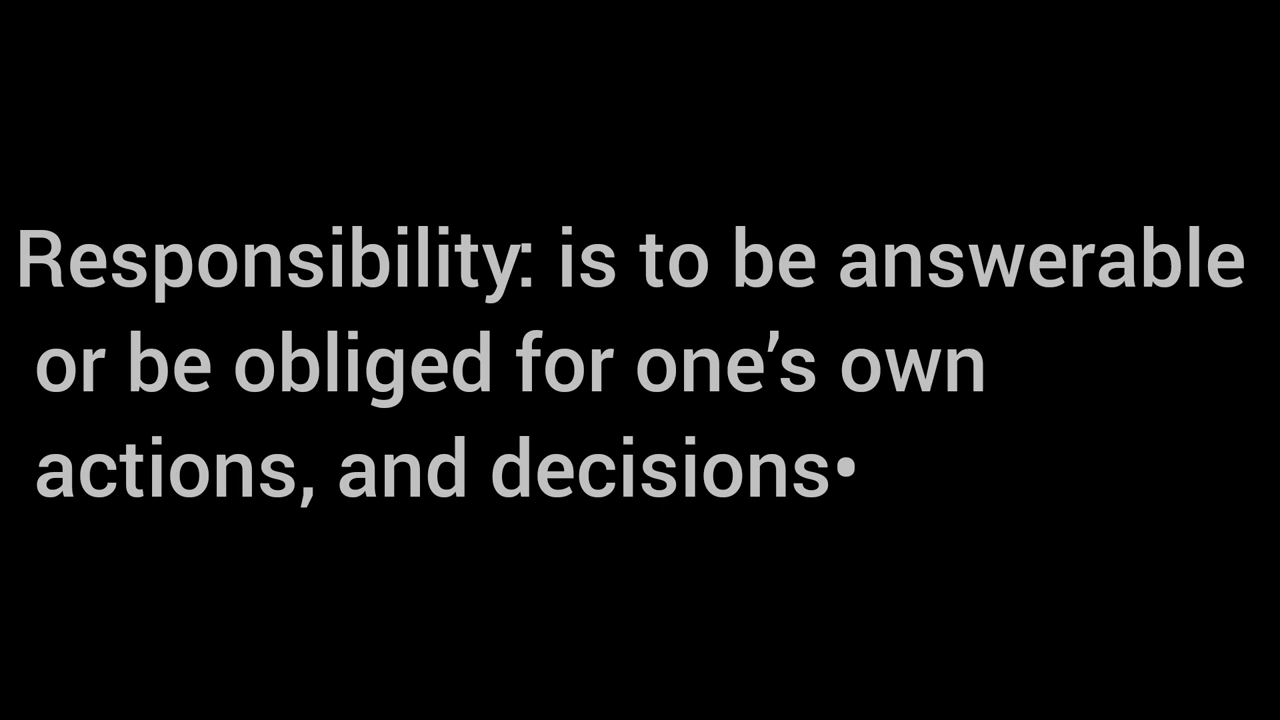 Responsibility: is to be answerable
or be obliged for one’s own
actions, and decisions•